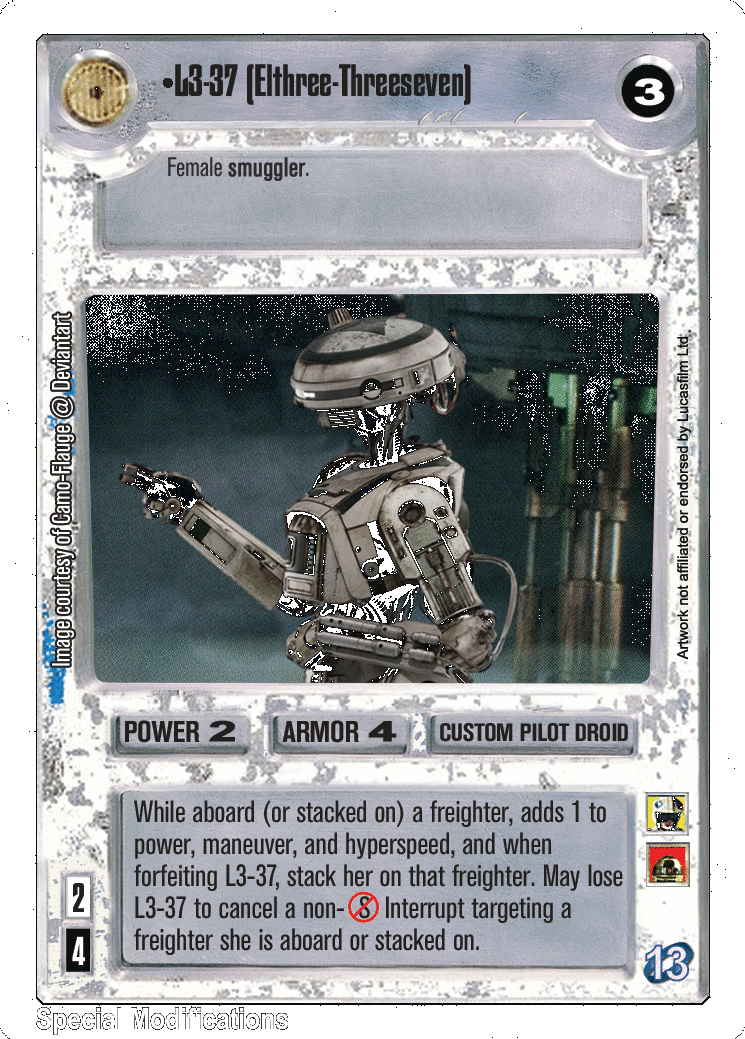 •L3-37 (Elthree-Threeseven)
3
Female smuggler.
Image courtesy of Camo-Flauge @ Deviantart
Artwork not affiliated or endorsed by Lucasfilm Ltd.
POWER 2
ARMOR 4
CUSTOM PILOT DROID
While aboard (or stacked on) a freighter, adds 1 to
power, maneuver, and hyperspeed, and when
forfeiting L3-37, stack her on that freighter. May lose
L3-37 to cancel a non- Interrupt targeting a
freighter she is aboard or stacked on.
2
4
13
Special Modifications